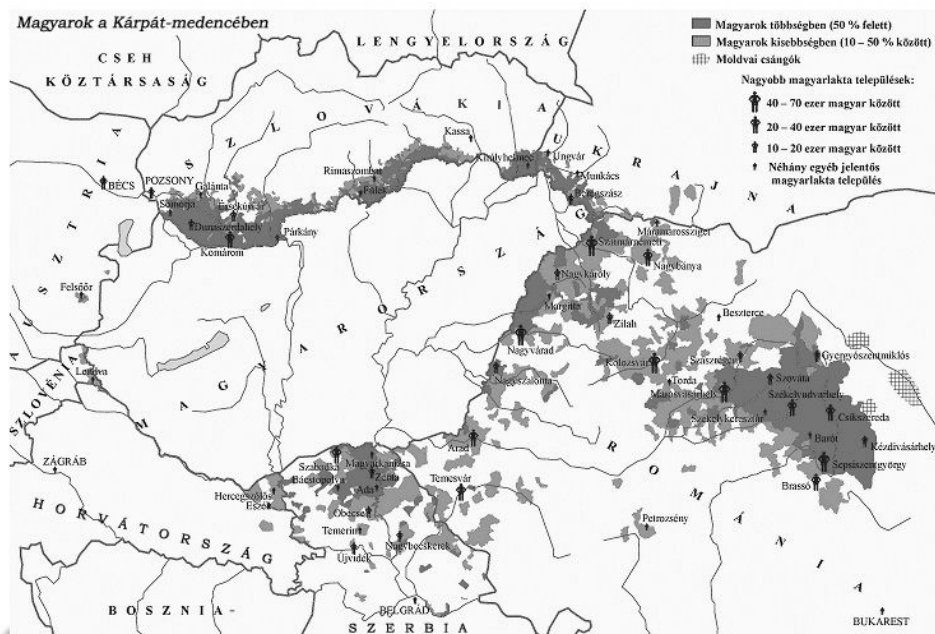 Magyarok a Kárpát-medencében
Magyarok többségben (50 % felett)
Magyarok kisebbségben (10 – 50 % között)
Moldvai csángók
Nagyobb magyarlakta települések:
40 – 70 ezer magyar között
20 – 40 ezer magyar között
10 – 20 ezer magyar között
Néhány egyéb jelentős
magyarlakta település
LENGYELORSZÁG
CSEH
KÖZTÁRSASÁG
SZLOVÁKIA
UKRAJNA
AUSZTRIA
MAGYARORSZÁG
SZLOVÉNIA
HORVÁTORSZÁG
BOSZNIA-
SZERBIA
ROMÁNIA
BÉCS
POZSONY
Galánta
Somorja
Érsekújvár
Dunaszerdahely
Komárom
Párkány
Rimaszombat
Fülek
Kassa
Királyhelmec
Ungvár
Munkács
Beregszász
Máramarossziget
Szatmárnémeti
Nagybánya
Nagykároly
Margitta
Zilah
Beszterce
Nagyvárad
Kolozsvár
Szászrégen
Gyengyószentmiklós
Torda
Marosvásárhely
Szováta
Székelyudvarhely
Székelykeresztúr
Csíkszereda
Nagyszalonta
Barót
Kézdivásárhely
Sepsiszentgyörgy
Brassó
Arad
Temesvár
Petrozsény
Felsőőr
Lendva
ZÁGRÁB
Szabadka
Magyarkanizsa
Bácstopolya
Zenta
Ada
Hercegszőlős
Eszék
Óbecse
Temerin
Nagybecskerek
Újvidék
BELGRÁD
BUKAREST